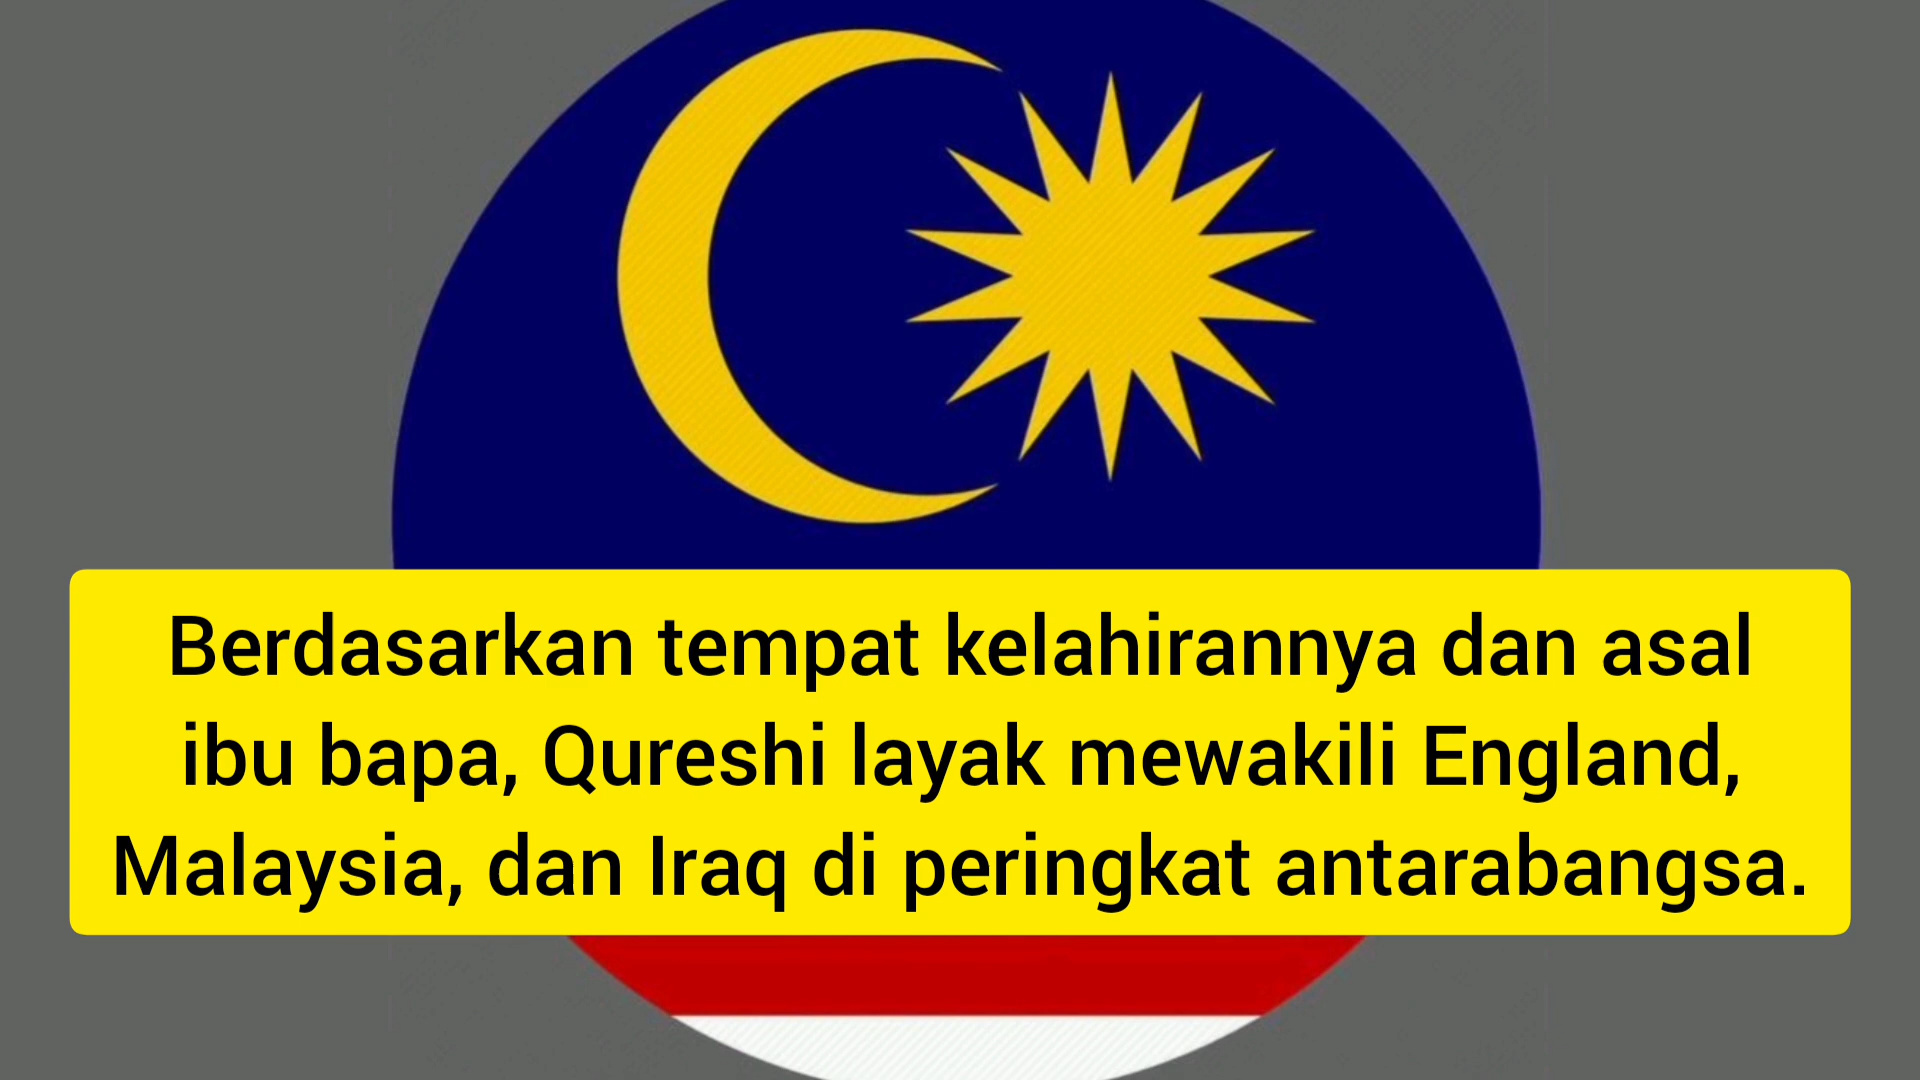 Berdasarkan tempat kelahirannya dan asal
ibu bapa, Qureshi layak mewakili England,
Malaysia, dan Iraq di peringkat antarabangsa.